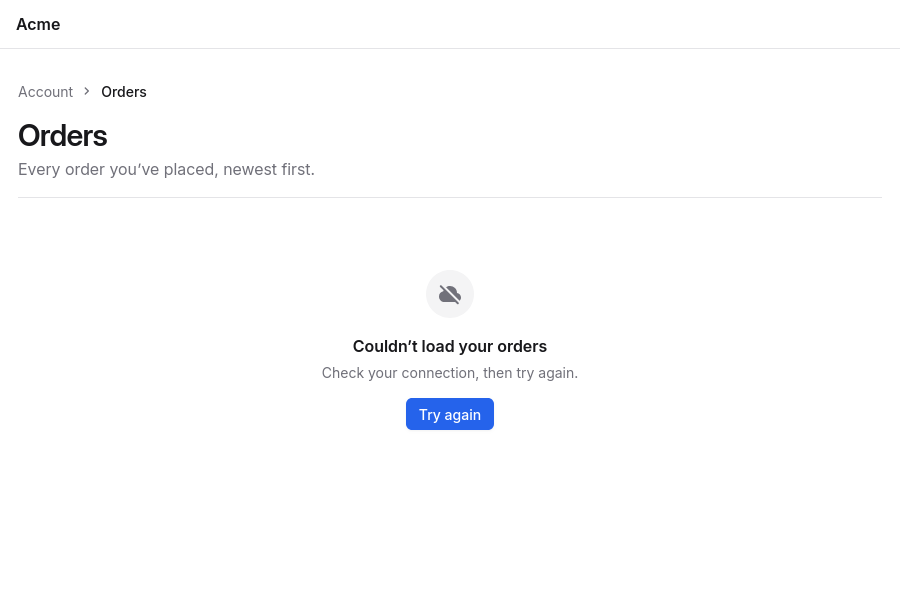 Acme
Account > Orders
Orders
Every order you’ve placed, newest first.
Couldn’t load your orders
Check your connection, then try again.
Try again